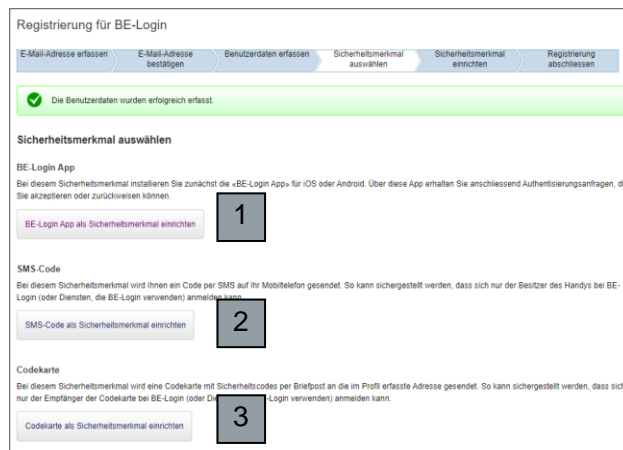 Registrierung für BE-Login
E-Mail-Adresse erfassen
E-Mail-Adresse
bestätigen
Benutzerdaten erfassen
Sicherheitsmerkmal
auswählen
Sicherheitsmerkmal
einrichten
Registrierung
abschliessen
Die Benutzerdaten wurden erfolgreich erfasst.
Sicherheitsmerkmal auswählen
BE-Login App
Bei diesem Sicherheitsmerkmal installieren Sie zunächst die «BE-Login App» für iOS oder Android. Über diese App erhalten Sie anschliessend Authentisierungsanfragen, di
Sie akzeptieren oder zurückweisen können.
BE-Login App als Sicherheitsmerkmal einrichten
1
SMS-Code
Bei diesem Sicherheitsmerkmal wird Ihnen ein Code per SMS auf Ihr Mobiltelefon gesendet. So kann sichergestellt werden, dass sich nur der Besitzer des Handys bei BE-
Login (oder Diensten, die BE-Login verwenden) anmelden kann.
SMS-Code als Sicherheitsmerkmal einrichten
2
Codekarte
Bei diesem Sicherheitsmerkmal wird eine Codekarte mit Sicherheitscodes per Briefpost an die im Profil erfasste Adresse gesendet. So kann sichergestellt werden, dass sich
nur der Empfänger der Codekarte bei BE-Login (oder Die -Login verwenden) anmelden kann.
Codekarte als Sicherheitsmerkmal einrichten
3